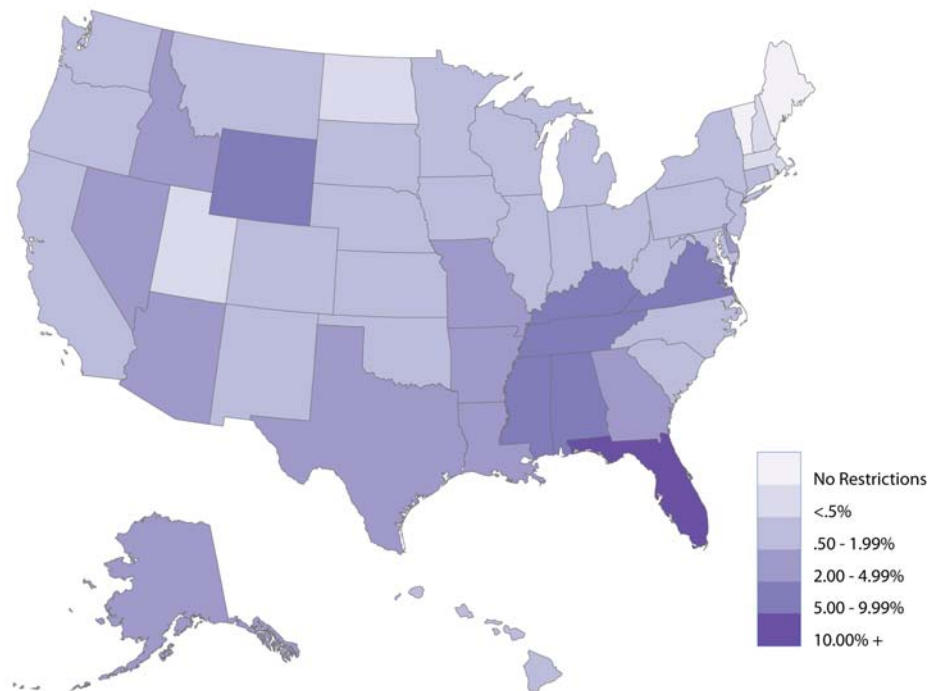 No Restrictions
<.5%
.50 - 1.99%
2.00 - 4.99%
5.00 - 9.99%
10.00% +